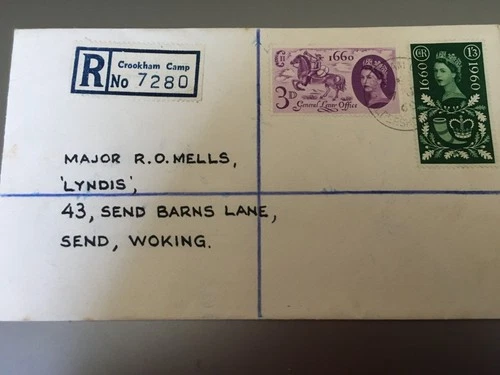 R Crookham Camp
No 7280
1660
3D
General Letter Office
CIIR 1'3
1660 1960
MAJOR R.O. MELLS,
'LYNDIS',
43, SEND BARNS LANE,
SEND, WOKING.